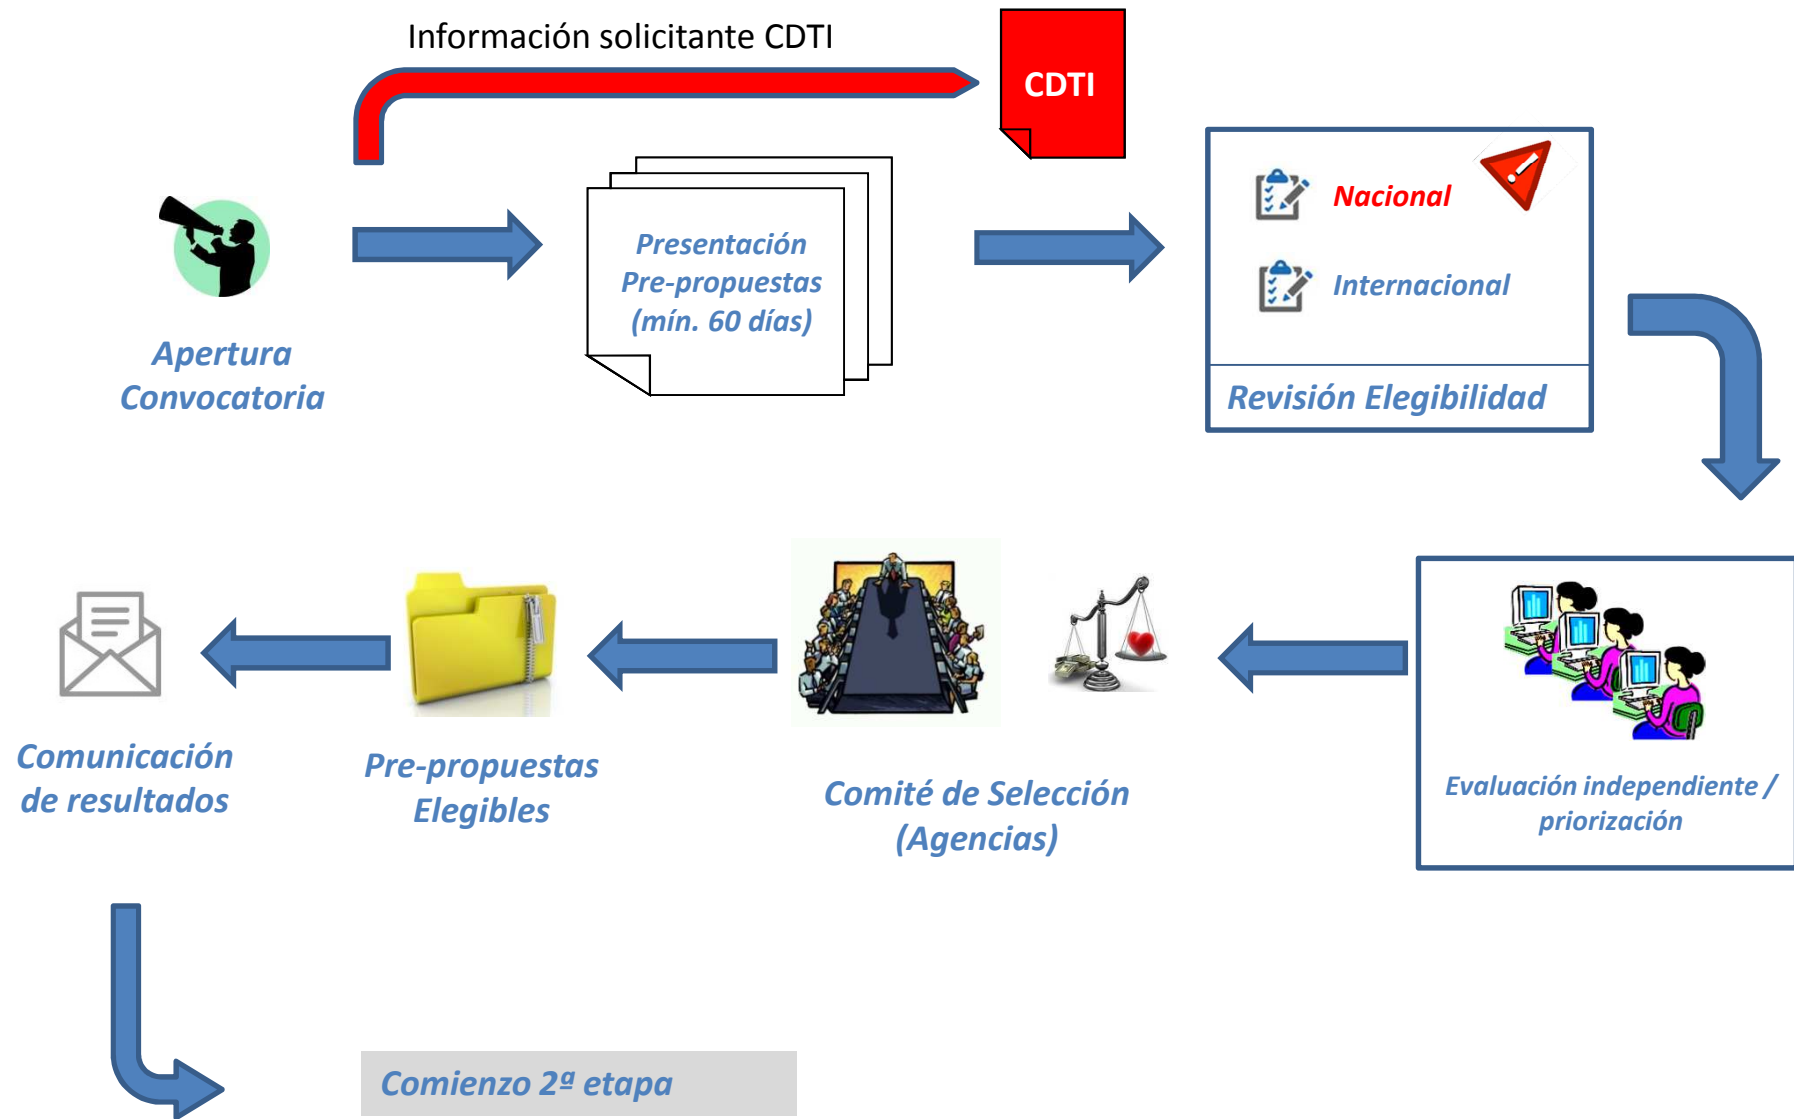 Información solicitante CDTI
CDTI
Nacional
Internacional
Revisión Elegibilidad
Presentación
Pre-propuestas
(mín. 60 días)
Apertura
Convocatoria
Evaluación independiente /
priorización
Comité de Selección
(Agencias)
Pre-propuestas
Elegibles
Comunicación
de resultados
Comienzo 2ª etapa